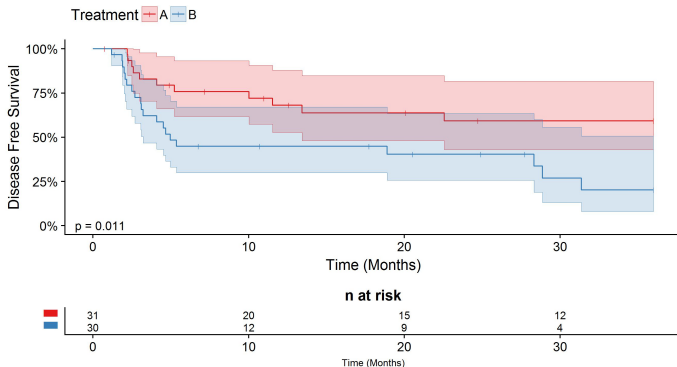 Treatment A B
100%
75%
50%
25%
0%
Disease Free Survival
p = 0.011
0 10 20 30
Time (Months)
n at risk
31 20 15 12
30 12 9 4
0 10 20 30
Time (Months)